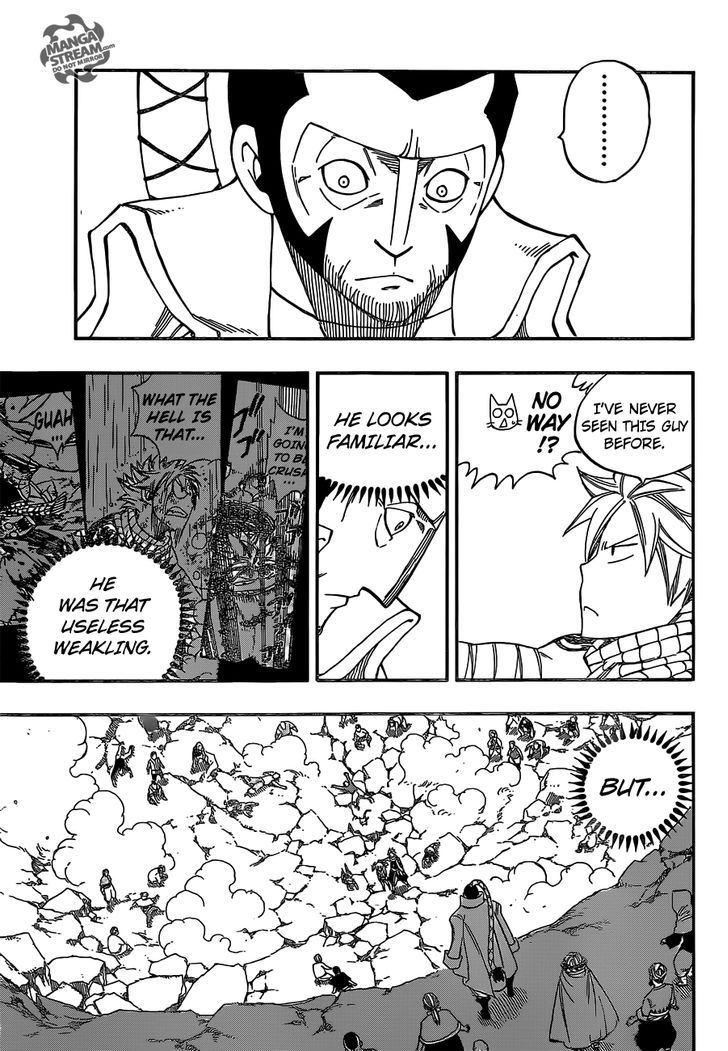 MANGA
STREAM.com
DO NOT MIRROR
.........
I'VE NEVER
SEEN THIS GUY
BEFORE.
NO
WAY
!?
HE LOOKS
FAMILIAR...
I'M
GOING
TO BE
CRUSH
...
WHAT THE
HELL IS
THAT...
GUAH
...
HE
WAS THAT
USELESS
WEAKLING.
BUT...